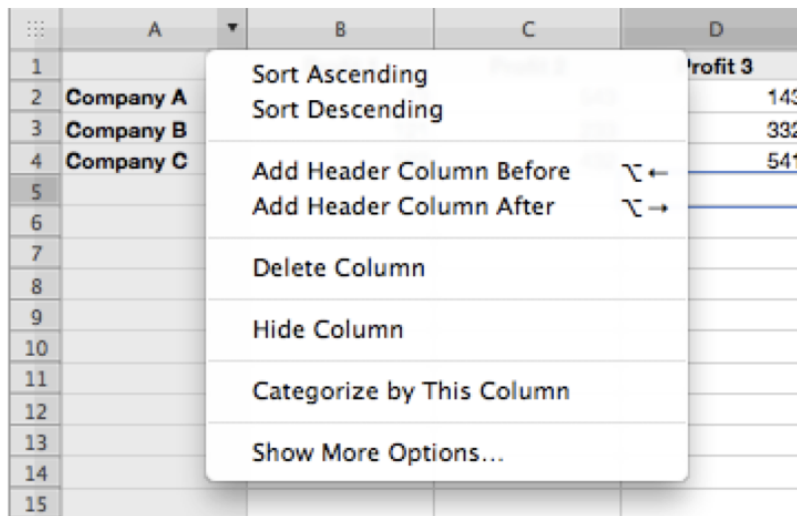 A ▼ B C D
1 Profit 3
2 Company A 143
3 Company B 332
4 Company C 541
5
6
7
8
9
10
11
12
13
14
15
Sort Ascending
Sort Descending
Add Header Column Before ⌥←
Add Header Column After ⌥→
Delete Column
Hide Column
Categorize by This Column
Show More Options...